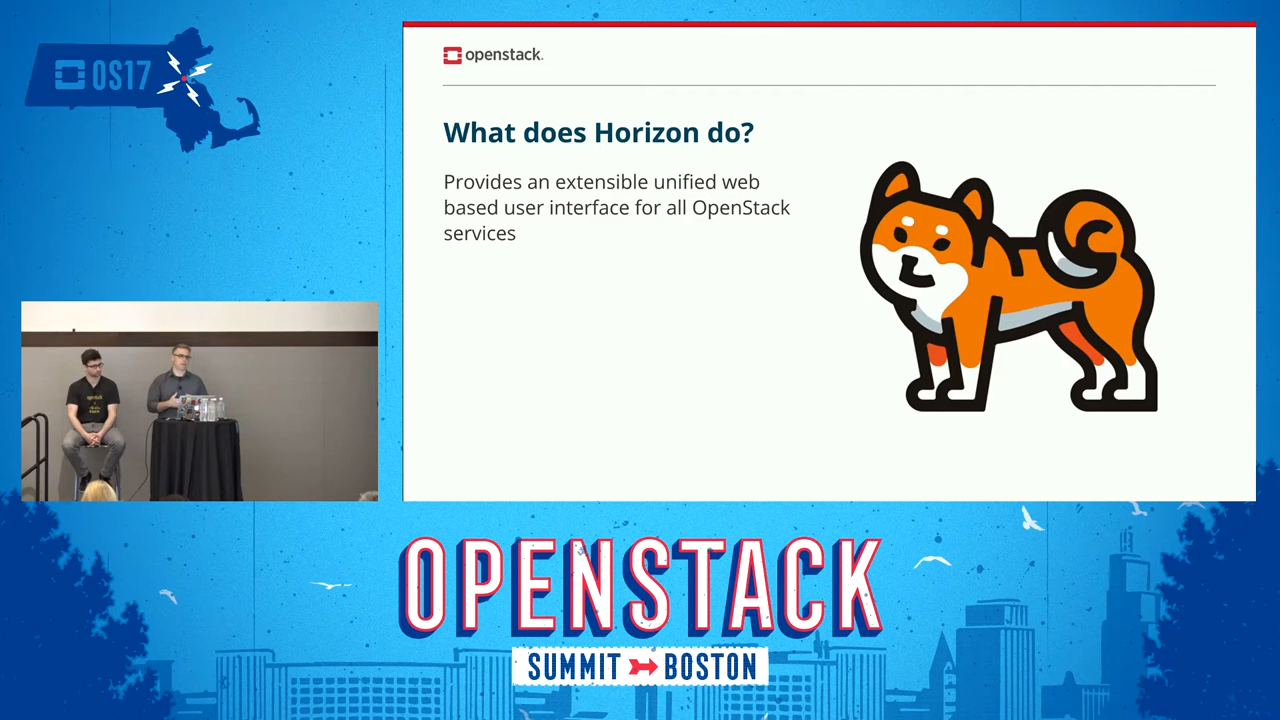 OS17
openstack.
What does Horizon do?
Provides an extensible unified web
based user interface for all OpenStack
services
openstack
OPENSTACK
SUMMIT BOSTON